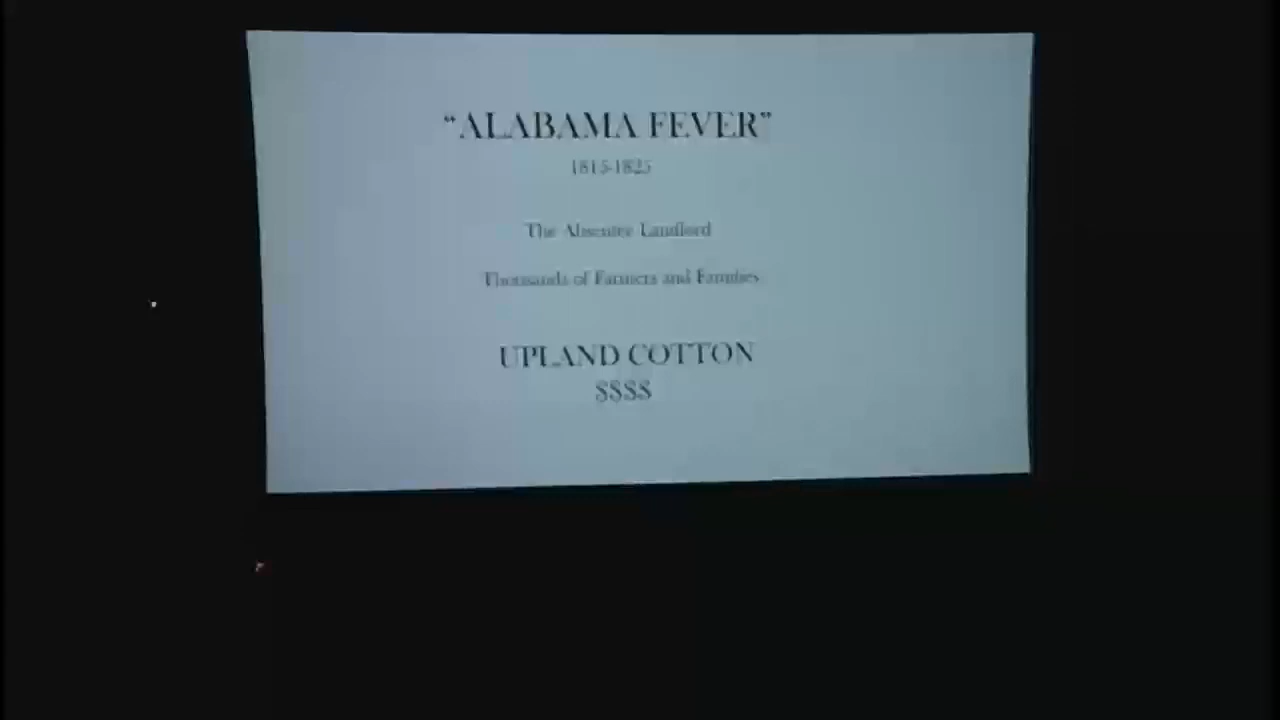 “ALABAMA FEVER”
1815-1825
The Absentee Landlord
Thousands of Farmers and Families
UPLAND COTTON
$$$$